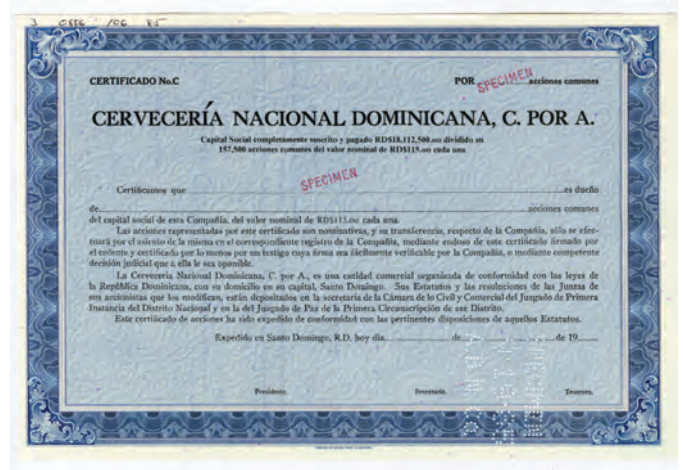 3 0886 106 85
CERTIFICADO No.C POR SPECIMEN acciones comunes
CERVECERÍA NACIONAL DOMINICANA, C. POR A.
Capital Social completamente suscrito y pagado RD$18,112,500.oo dividido en
157,500 acciones comunes del valor nominal de RD$115.oo cada una
SPECIMEN
Certificamos que es dueño
de acciones comunes
del capital social de esta Compañía, del valor nominal de RD$115.oo cada una.
Las acciones representadas por este certificado son nominativas, y su transferencia, respecto de la Compañía, sólo se efec-
tuará por el asiento de la misma en el correspondiente registro de la Compañía, mediante endoso de este certificado firmado por
el cedente y certificado por lo menos por un testigo cuya firma sea fácilmente verificable por la Compañía, o mediante competente
decisión judicial que a ella le sea oponible.
La Cervecería Nacional Dominicana, C. por A., es una entidad comercial organizada de conformidad con las leyes de
la República Dominicana, con su domicilio en su capital, Santo Domingo. Sus Estatutos y las resoluciones de las Juntas de
sus accionistas que los modifican, están depositados en la secretaría de la Cámara de lo Civil y Comercial del Juzgado de Primera
Instancia del Distrito Nacional y en la del Juzgado de Paz de la Primera Circunscripción de ese Distrito.
Este certificado de acciones ha sido expedido de conformidad con las pertinentes disposiciones de aquellos Estatutos.
Expedido en Santo Domingo, R.D. hoy día de de 19
Presidente. Secretario. Tesorero.